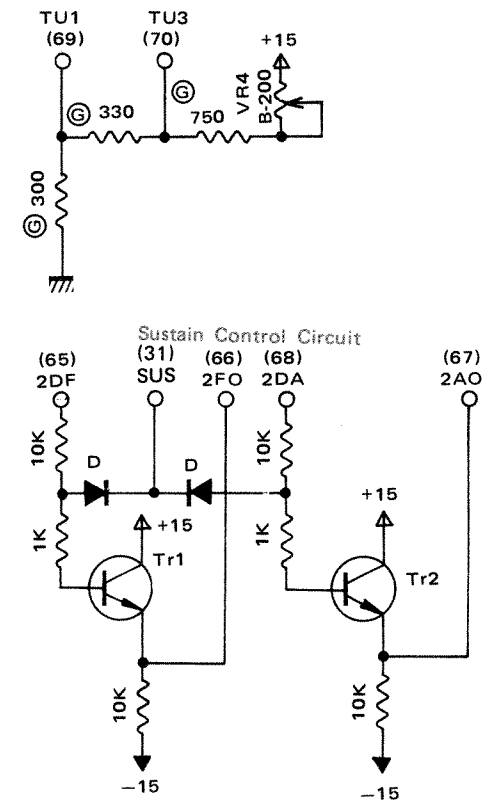 TU1 TU3
(69) (70) +15
Ⓖ
Ⓖ 330 750 VR4
B-200
300
Ⓖ
Sustain Control Circuit
(65) (31) (66) (68) (67)
2DF SUS 2FO 2DA 2AO
10K 10K
D D
+15
1K +15 1K
Tr1 Tr2
10K 10K
−15 −15